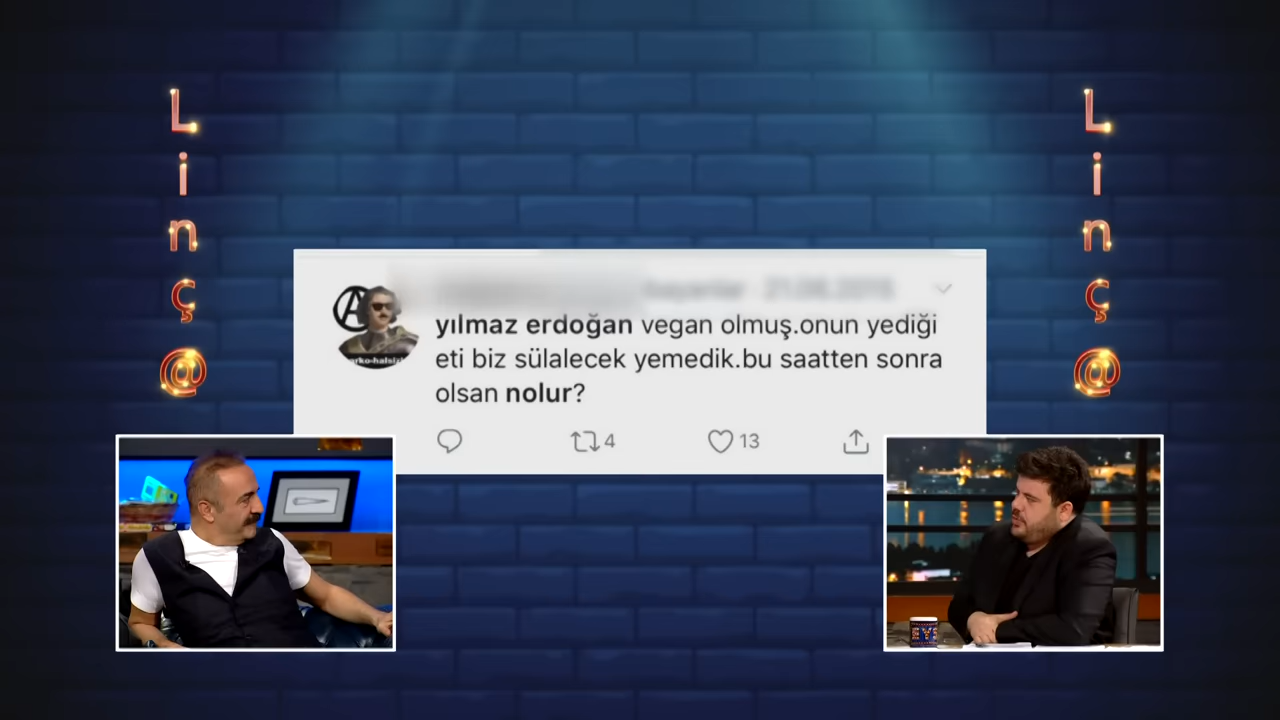 Linç@
Linç@
yılmaz erdoğan vegan olmuş.onun yediği
eti biz sülalecek yemedik.bu saatten sonra
olsan nolur?
4
13
EYS